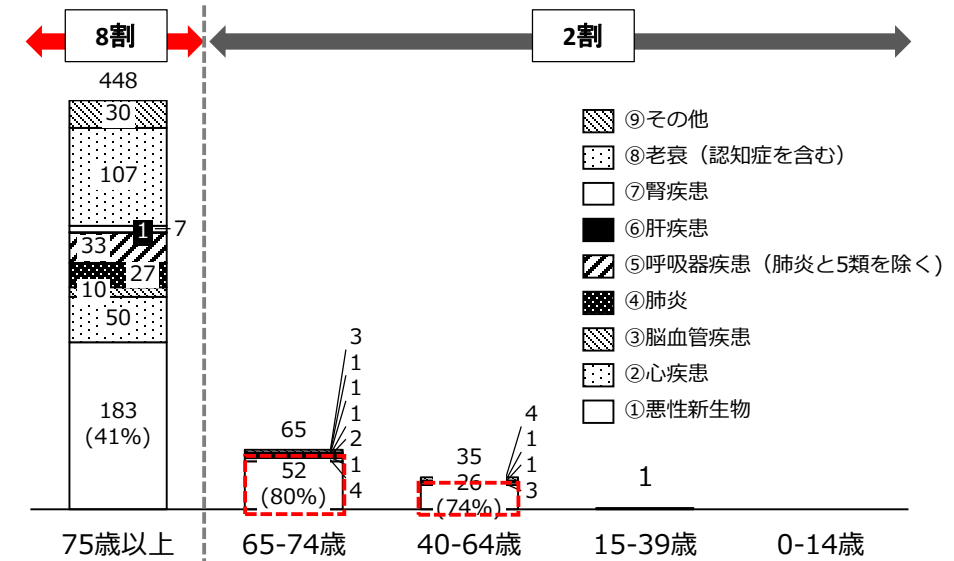 8割
2割
448
30
107
1
7
33
27
10
50
183
(41%)
⑨その他
⑧老衰（認知症を含む）
⑦腎疾患
⑥肝疾患
⑤呼吸器疾患（肺炎と5類を除く)
④肺炎
③脳血管疾患
②心疾患
①悪性新生物
65
3
1
1
1
2
1
4
52
(80%)
35
4
1
1
3
26
(74%)
1
75歳以上
65-74歳
40-64歳
15-39歳
0-14歳